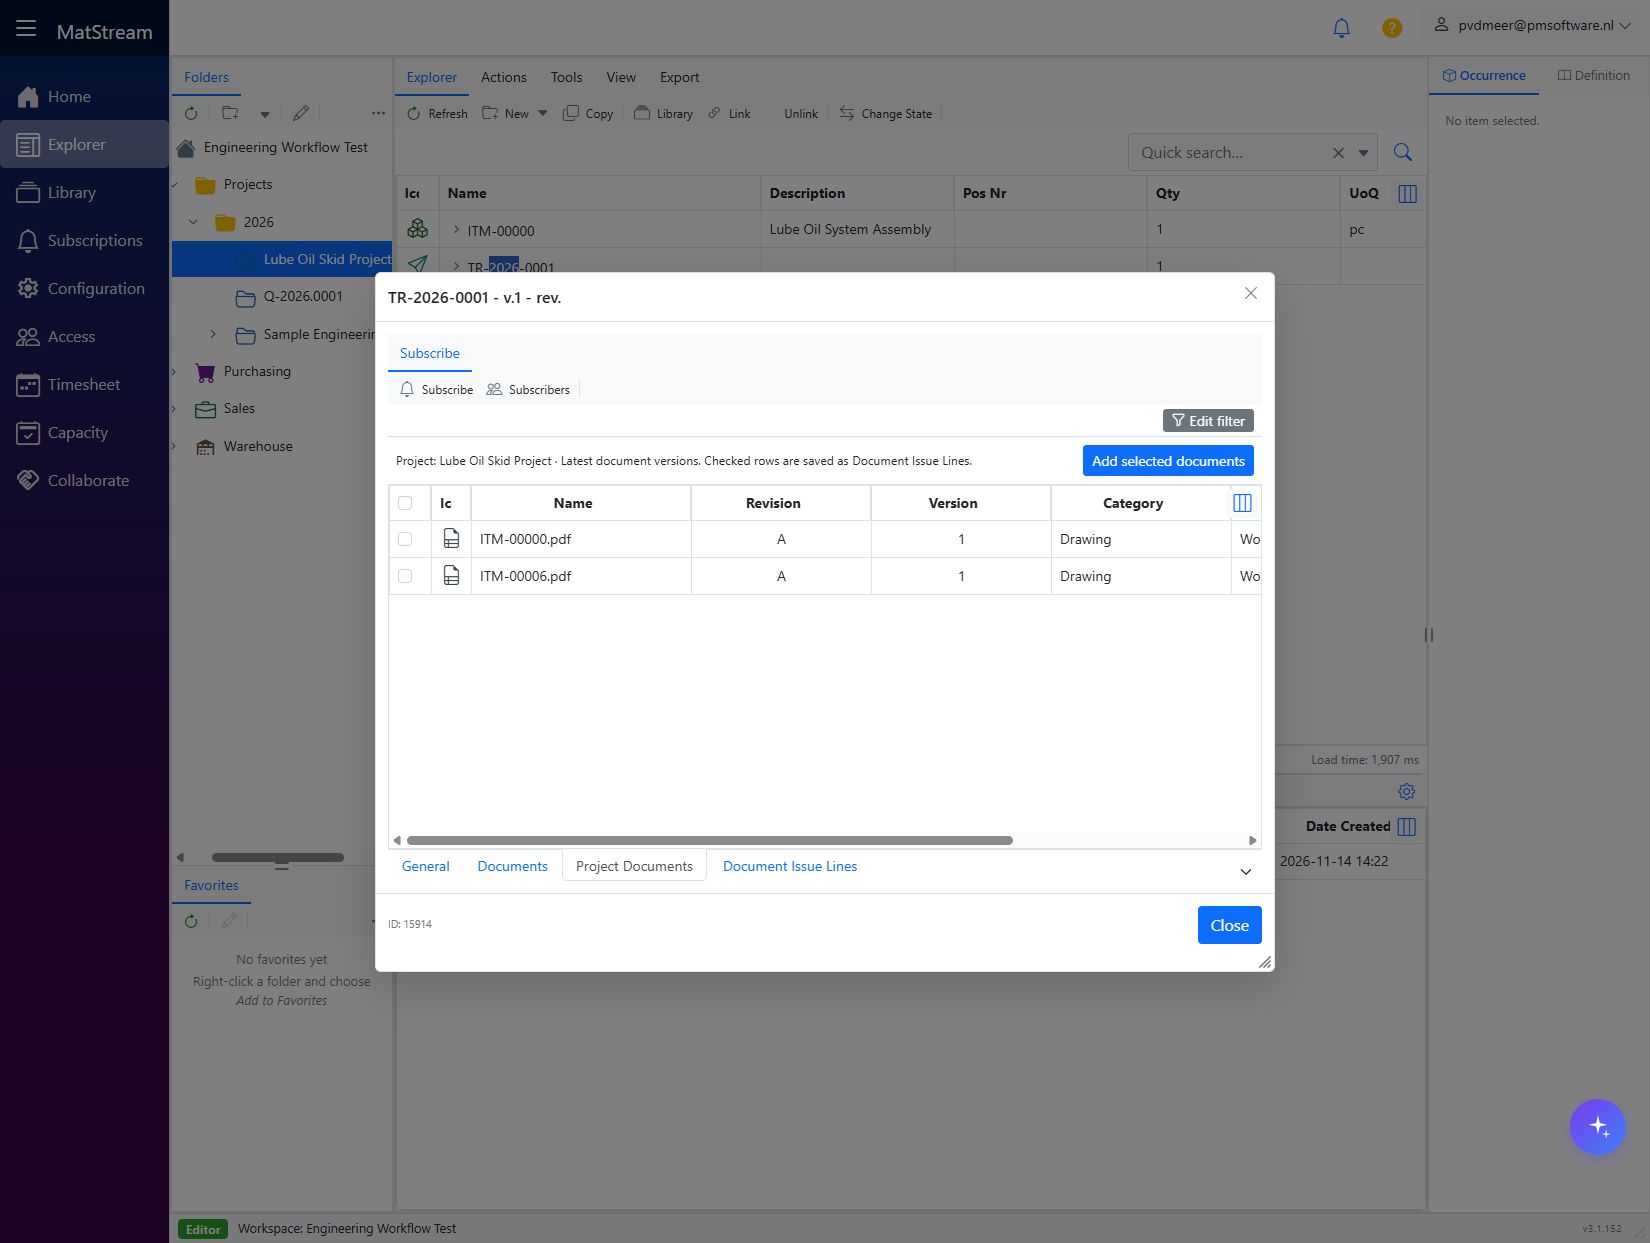 MatStream
pvdmeer@pmsoftware.nl
Home
Explorer
Library
Subscriptions
Configuration
Access
Timesheet
Capacity
Collaborate
Folders
Engineering Workflow Test
Projects
2026
Lube Oil Skid Project
Q-2026.0001
Sample Engineerin
Purchasing
Sales
Warehouse
Favorites
No favorites yet
Right-click a folder and choose
Add to Favorites
Explorer Actions Tools View Export
Refresh New Copy Library Link Unlink Change State
Quick search...
Ico Name Description Pos Nr Qty UoQ
ITM-00000 Lube Oil System Assembly 1 pc
TR-2026-0001 1
Occurrence Definition
No item selected.
TR-2026-0001 - v.1 - rev.
Subscribe
Subscribe Subscribers
Edit filter
Project: Lube Oil Skid Project · Latest document versions. Checked rows are saved as Document Issue Lines.
Add selected documents
Ic Name Revision Version Category
ITM-00000.pdf A 1 Drawing Wo
ITM-00006.pdf A 1 Drawing Wo
General Documents Project Documents Document Issue Lines
ID: 15914
Close
Load time: 1,907 ms
Date Created
2026-11-14 14:22
Editor Workspace: Engineering Workflow Test
v3.1.152